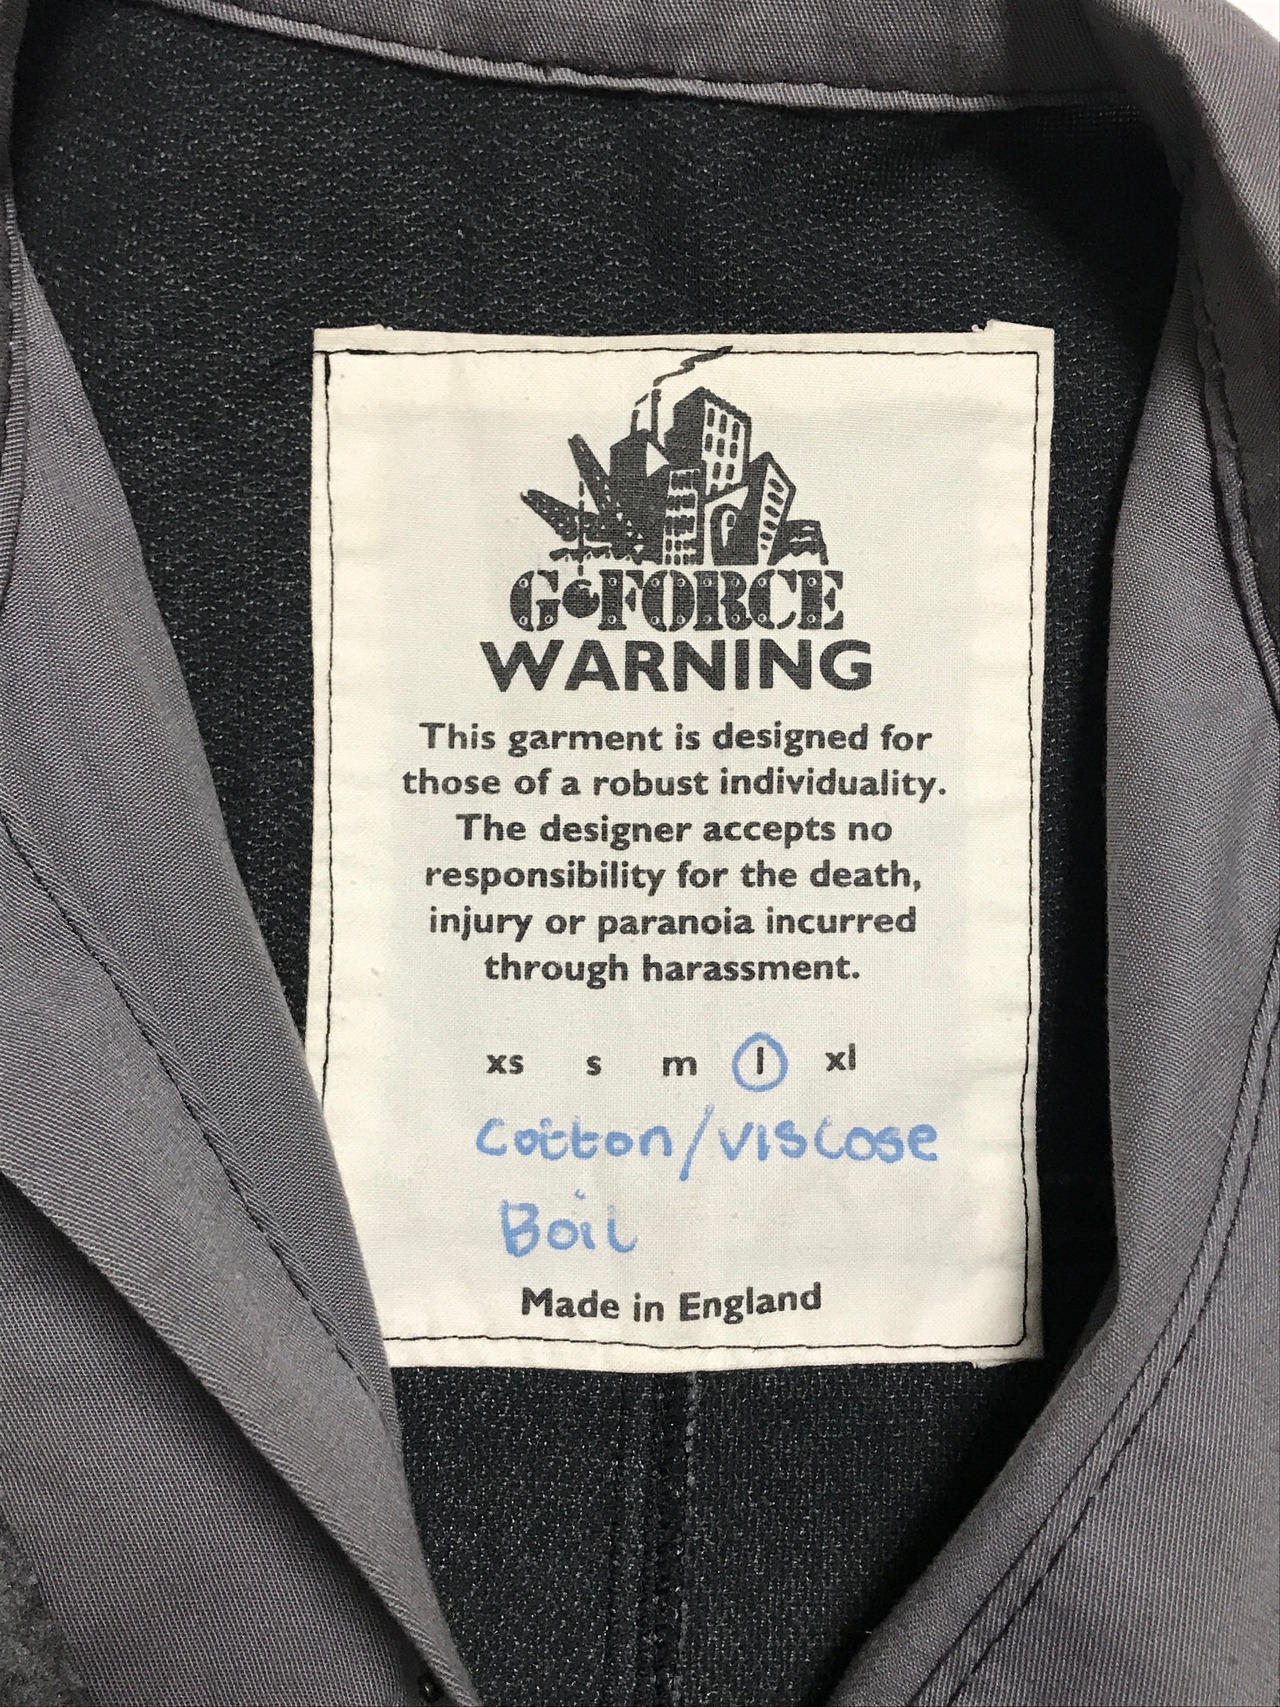 G•FORCE
WARNING
This garment is designed for
those of a robust individuality.
The designer accepts no
responsibility for the death,
injury or paranoia incurred
through harassment.
xs s m l xl
Cotton/viscose
Boil
Made in England